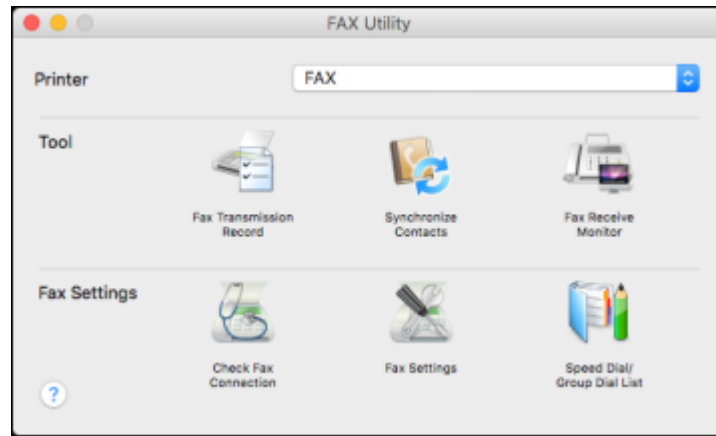 FAX Utility
Printer
FAX
Tool
Fax Transmission
Record
Synchronize
Contacts
Fax Receive
Monitor
Fax Settings
Check Fax
Connection
Fax Settings
Speed Dial/
Group Dial List
?